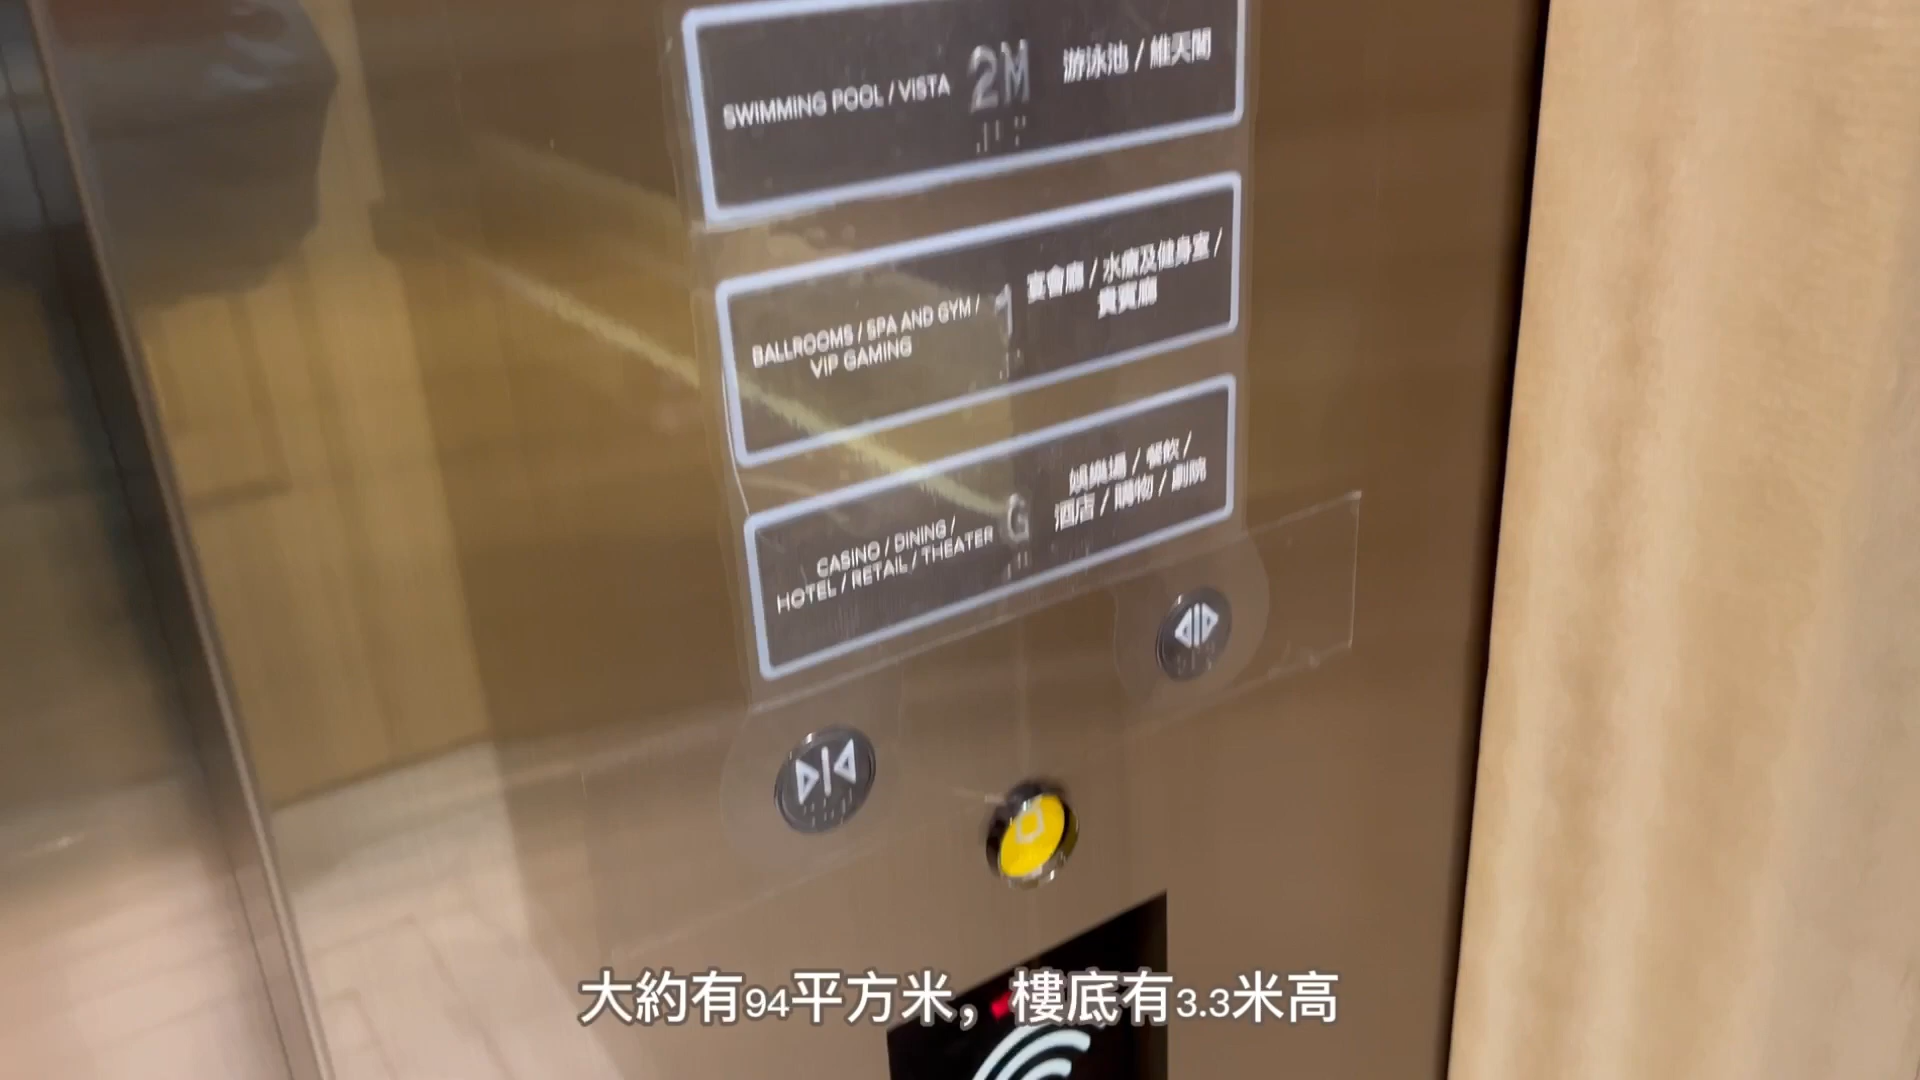 SWIMMING POOL / VISTA
2M
游泳池 / 維天閣
BALLROOMS / SPA AND GYM /
VIP GAMING
1
宴會廳 / 水療及健身室 /
貴賓廳
CASINO / DINING /
HOTEL / RETAIL / THEATER
G
娛樂場 / 餐飲 /
酒店 / 購物 / 劇院
大約有94平方米，樓底有3.3米高